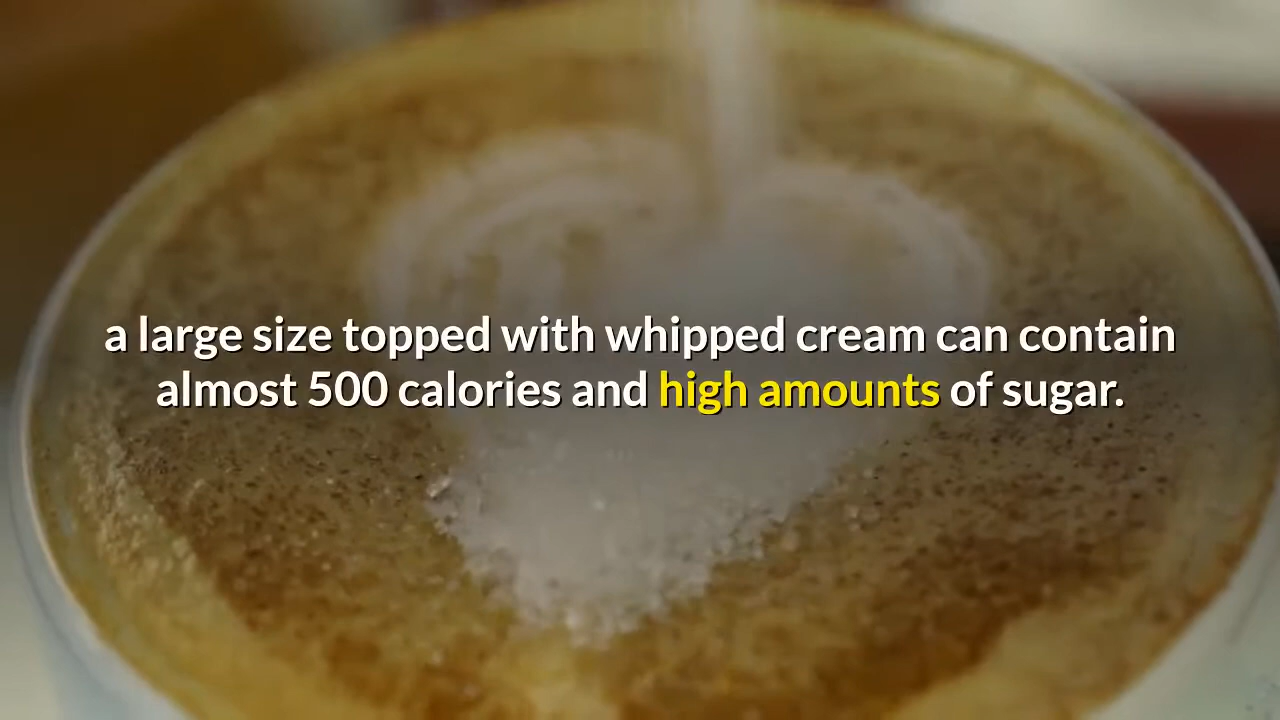 a large size topped with whipped cream can contain
almost 500 calories and high amounts of sugar.